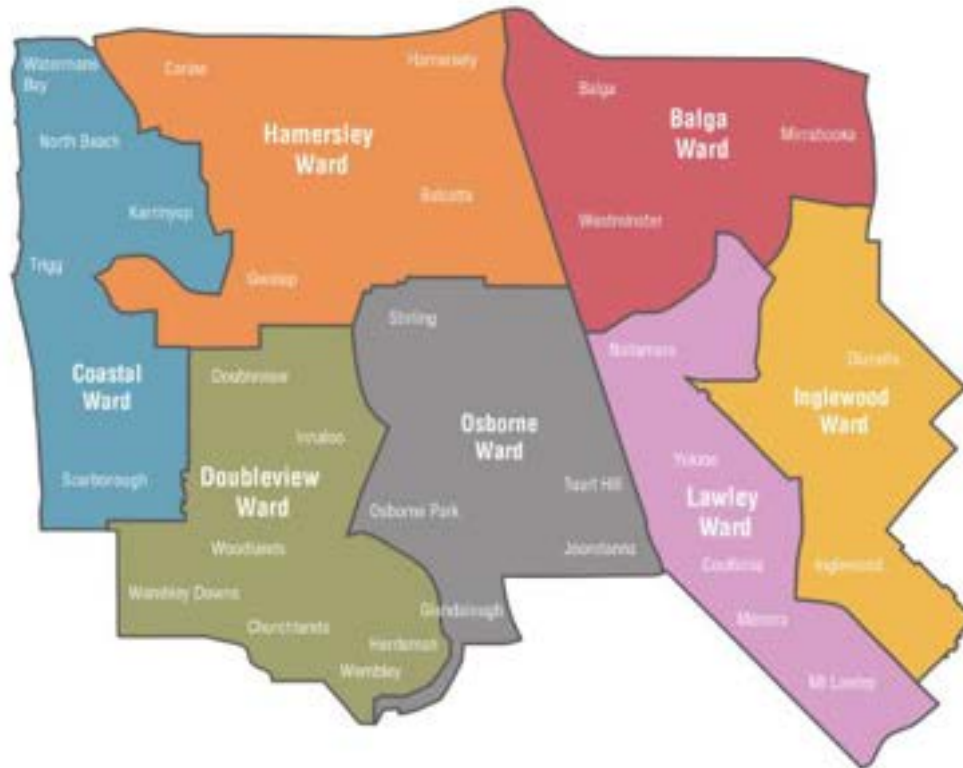 Watermans
Bay
North Beach
Karrinyup
Trigg
Coastal
Ward
Scarborough
Carine
Hamersley
Hamersley
Ward
Balcatta
Gwelup
Balga
Balga
Ward
Mirrabooka
Westminster
Stirling
Osborne
Ward
Tuart Hill
Osborne Park
Joondanna
Glendalough
Doubleview
Innaloo
Doubleview
Ward
Woodlands
Wembley Downs
Churchlands
Herdsman
Wembley
Nollamara
Yokine
Lawley
Ward
Coolbinia
Menora
Mt Lawley
Dianella
Inglewood
Ward
Inglewood